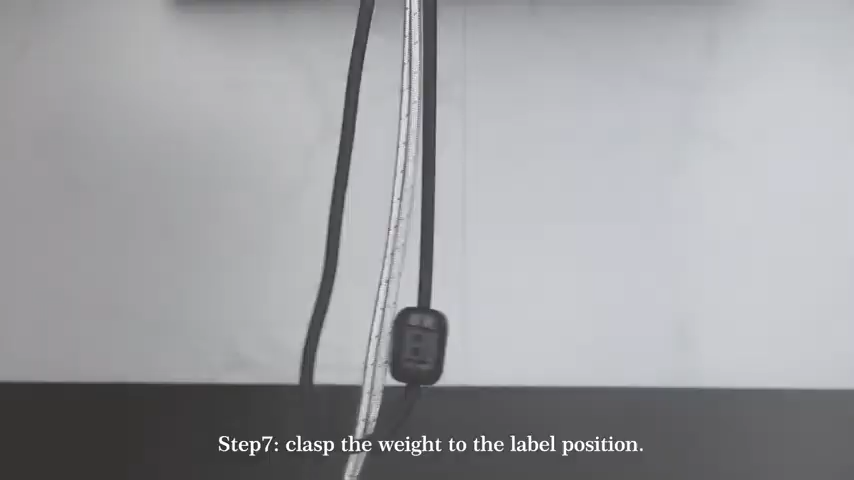 Step7: clasp the weight to the label position.